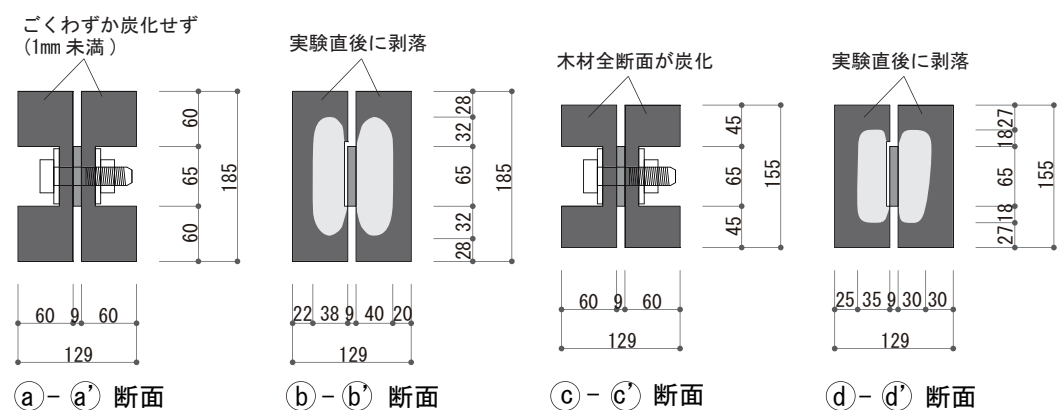 ごくわずか炭化せず
(1mm 未満 )
60
65
60
185
60 9 60
129
ⓐ - ⓐ’ 断面
実験直後に剥落
28
32
65
32
28
185
22 38 9 40 20
129
ⓑ - ⓑ’ 断面
木材全断面が炭化
45
65
45
155
60 9 60
129
ⓒ - ⓒ’ 断面
実験直後に剥落
27
18
65
18
27
155
25 35 9 30 30
129
ⓓ - ⓓ’ 断面